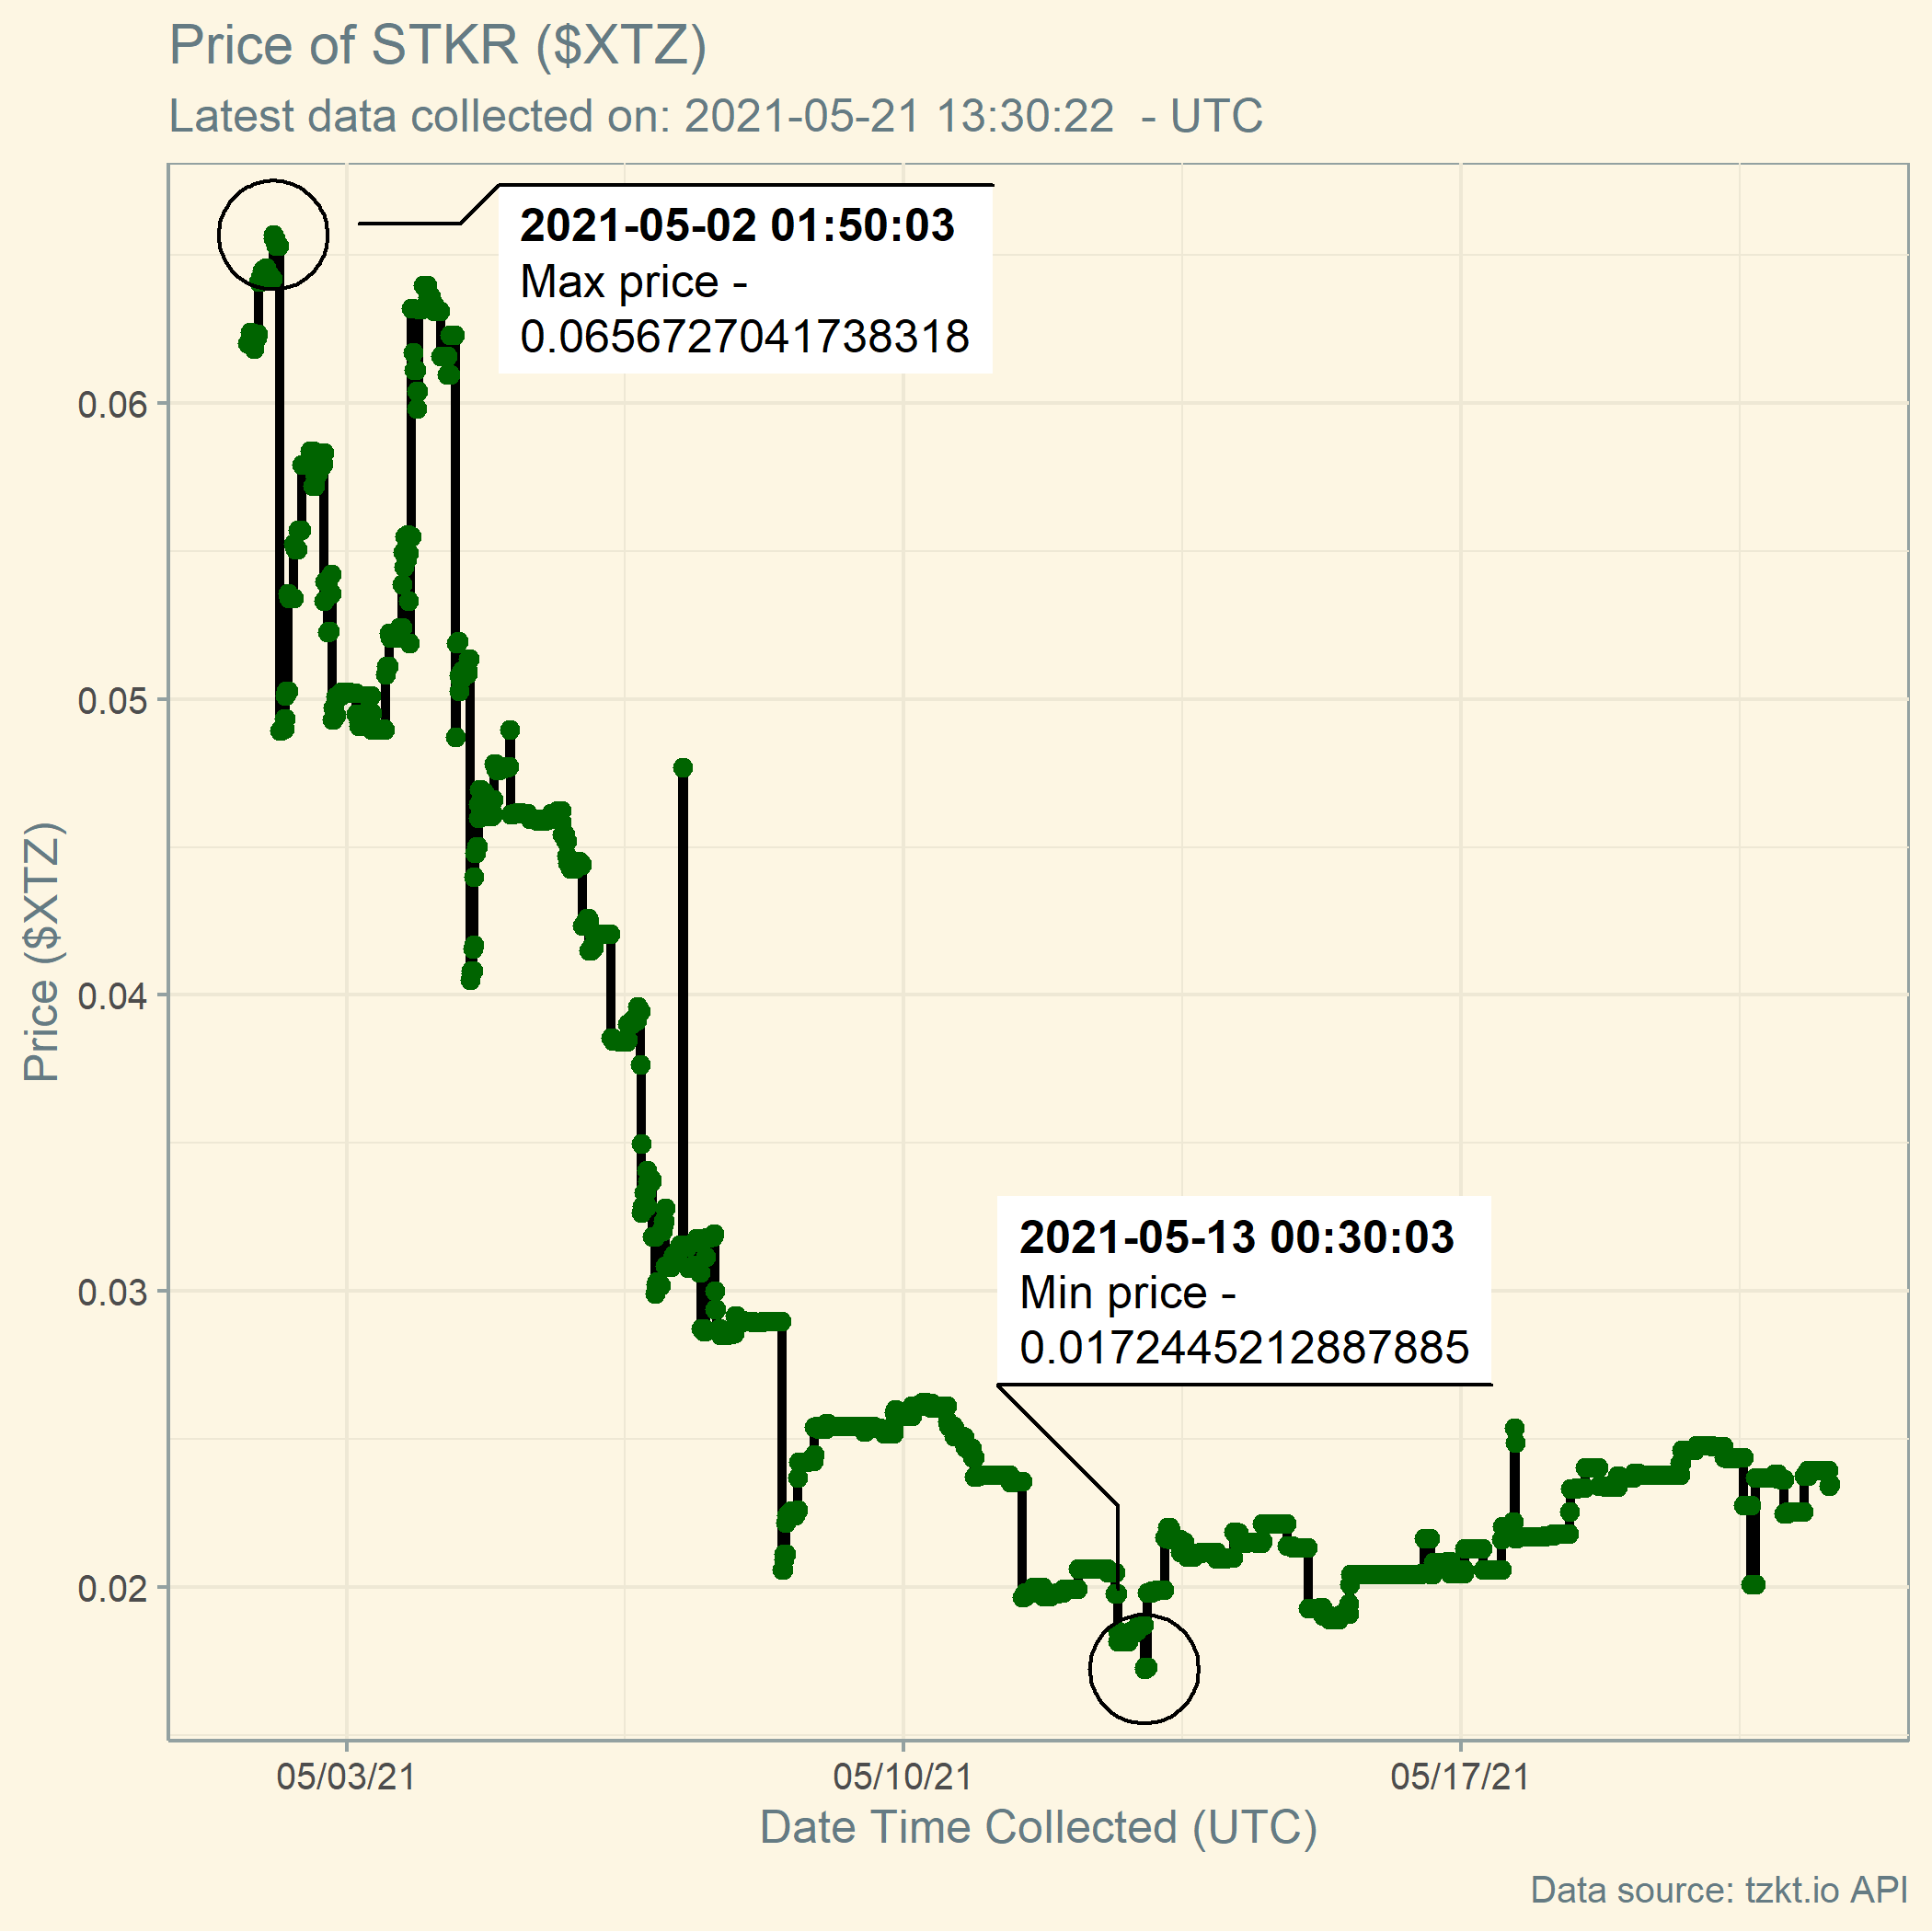 Price of STKR ($XTZ)
Latest data collected on: 2021-05-21 13:30:22  - UTC
2021-05-02 01:50:03
Max price -
0.0656727041738318
2021-05-13 00:30:03
Min price -
0.0172445212887885
Price ($XTZ)
0.06
0.05
0.04
0.03
0.02
05/03/21
05/10/21
05/17/21
Date Time Collected (UTC)
Data source: tzkt.io API